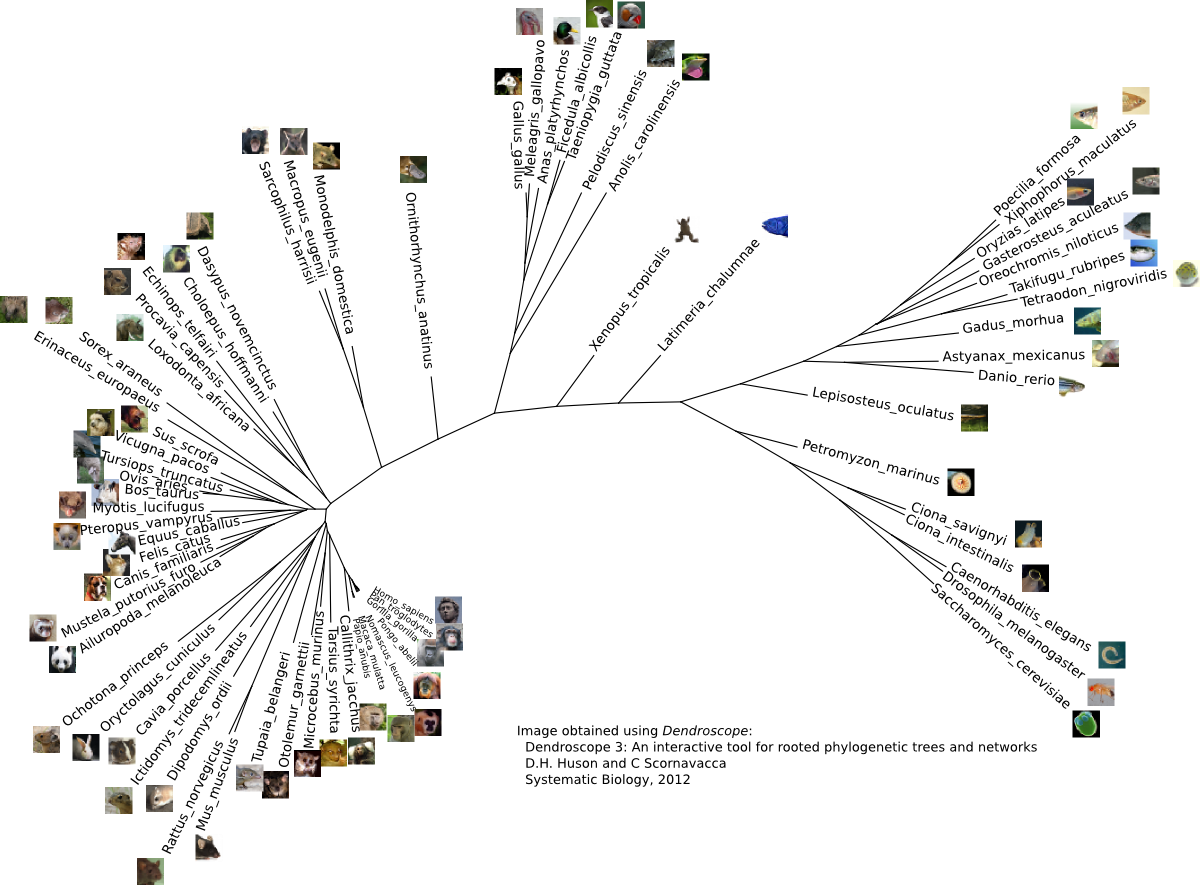 Gallus_gallus
Meleagris_gallopavo
Anas_platyrhynchos
Ficedula_albicollis
Taeniopygia_guttata
Pelodiscus_sinensis
Anolis_carolinensis
Xenopus_tropicalis
Latimeria_chalumnae
Poecilia_formosa
Xiphophorus_maculatus
Oryzias_latipes
Gasterosteus_aculeatus
Oreochromis_niloticus
Takifugu_rubripes
Tetraodon_nigroviridis
Gadus_morhua
Astyanax_mexicanus
Danio_rerio
Lepisosteus_oculatus
Petromyzon_marinus
Ciona_savignyi
Ciona_intestinalis
Caenorhabditis_elegans
Drosophila_melanogaster
Saccharomyces_cerevisiae
Ornithorhynchus_anatinus
Monodelphis_domestica
Macropus_eugenii
Sarcophilus_harrisii
Dasypus_novemcinctus
Choloepus_hoffmanni
Echinops_telfairi
Procavia_capensis
Loxodonta_africana
Sorex_araneus
Erinaceus_europaeus
Sus_scrofa
Vicugna_pacos
Tursiops_truncatus
Ovis_aries
Bos_taurus
Myotis_lucifugus
Pteropus_vampyrus
Equus_caballus
Felis_catus
Canis_familiaris
Mustela_putorius_furo
Ailuropoda_melanoleuca
Ochotona_princeps
Oryctolagus_cuniculus
Cavia_porcellus
Ictidomys_tridecemlineatus
Dipodomys_ordii
Rattus_norvegicus
Mus_musculus
Tupaia_belangeri
Otolemur_garnettii
Microcebus_murinus
Tarsius_syrichta
Callithrix_jacchus
Papio_anubis
Macaca_mulatta
Nomascus_leucogenys
Pongo_abelii
Gorilla_gorilla
Pan_troglodytes
Homo_sapiens
Image obtained using Dendroscope:
Dendroscope 3: An interactive tool for rooted phylogenetic trees and networks
D.H. Huson and C Scornavacca
Systematic Biology, 2012